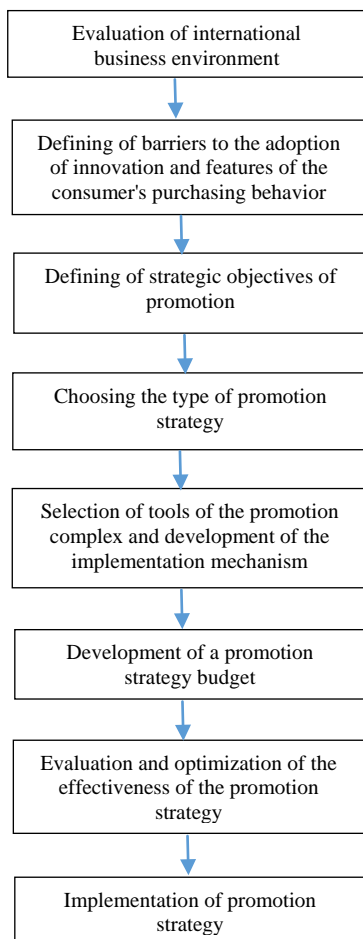 Evaluation of international
business environment
Defining of barriers to the adoption
of innovation and features of the
consumer's purchasing behavior
Defining of strategic objectives of
promotion
Choosing the type of promotion
strategy
Selection of tools of the promotion
complex and development of the
implementation mechanism
Development of a promotion
strategy budget
Evaluation and optimization of the
effectiveness of the promotion
strategy
Implementation of promotion
strategy